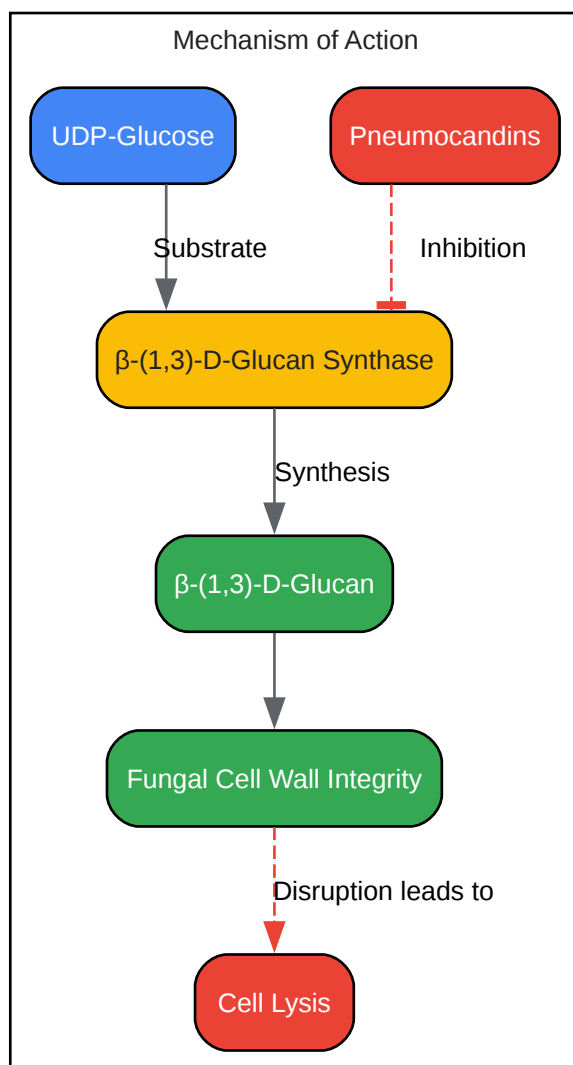 Mechanism of Action
UDP-Glucose
Pneumocandins
Substrate
Inhibition
β-(1,3)-D-Glucan Synthase
Synthesis
β-(1,3)-D-Glucan
Fungal Cell Wall Integrity
Disruption leads to
Cell Lysis